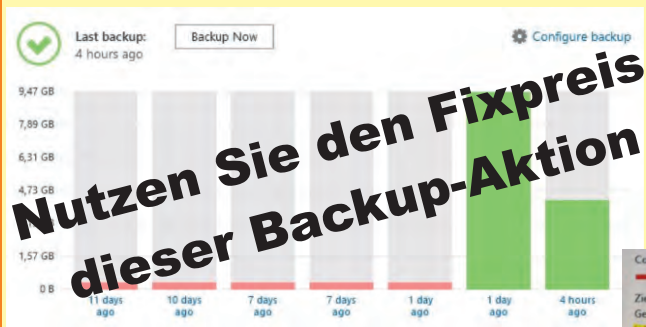 Last backup:
4 hours ago
Backup Now
Configure backup
9,47 GB
7,89 GB
6,31 GB
4,73 GB
1,57 GB
0 B
Nutzen Sie den Fixpreis
dieser Backup-Aktion
11 days ago
10 days ago
7 days ago
7 days ago
1 day ago
1 day ago
4 hours ago